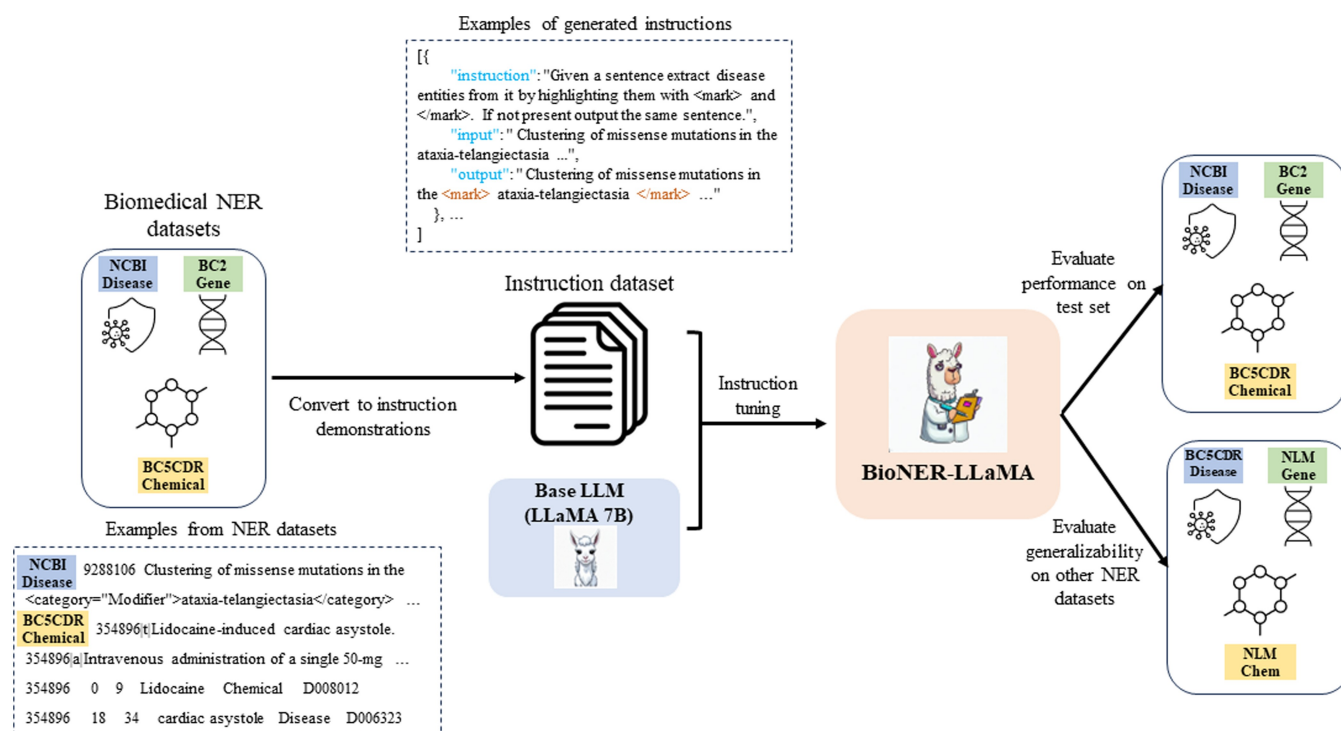 Examples of generated instructions
[{
"instruction": "Given a sentence extract disease
entities from it by highlighting them with <mark> and
</mark>. If not present output the same sentence.",
"input": " Clustering of missense mutations in the
ataxia-telangiectasia ...",
"output": " Clustering of missense mutations in
the <mark> ataxia-telangiectasia </mark> ..."
}, ...
]
Biomedical NER
datasets
NCBI
Disease
BC2
Gene
BC5CDR
Chemical
Convert to instruction
demonstrations
Instruction dataset
Base LLM
(LLaMA 7B)
Instruction
tuning
BioNER-LLaMA
Evaluate
performance on
test set
NCBI
Disease
BC2
Gene
BC5CDR
Chemical
Evaluate
generalizability
on other NER
datasets
BC5CDR
Disease
NLM
Gene
NLM
Chem
Examples from NER datasets
NCBI
Disease
9288106 Clustering of missense mutations in the
<category="Modifier">ataxia-telangiectasia</category> ...
BC5CDR
Chemical
354896|t|Lidocaine-induced cardiac asystole.
354896|a|Intravenous administration of a single 50-mg ...
354896 0 9 Lidocaine Chemical D008012
354896 18 34 cardiac asystole Disease D006323